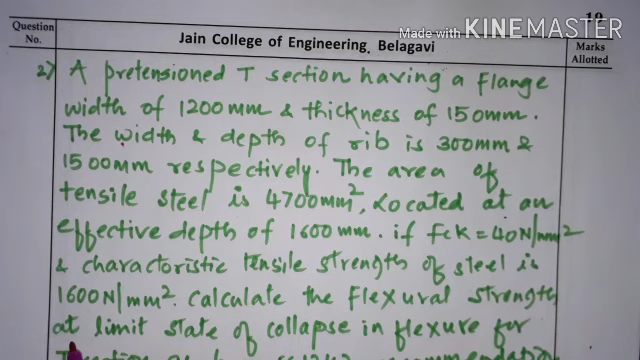 Made with KINEMASTER
Question No.
Jain College of Engineering, Belagavi
Marks Allotted
2) A pretensioned T section having a flange
width of 1200mm & thickness of 150mm.
The width & depth of rib is 300mm &
1500mm respectively. The area of
tensile steel is 4700mm², Located at an
effective depth of 1600mm. if Fck=40N/mm²
& charactoristic tensile strength of steel is
1600N/mm². Calculate the Flexural strength
at limit state of collapse in flexure for